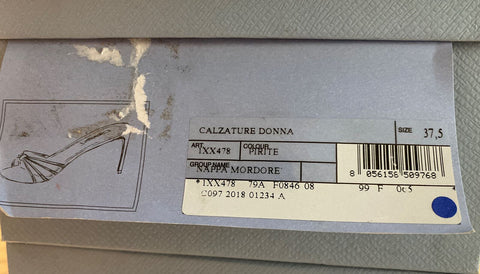 CALZATURE DONNA
SIZE 37,5
ART. 1XX478 COLOUR PIRITE
GROUP NAME
NAPPA MORDORE'
*1XX478 79A F0846 08 99 F 065
C097 2018 01234 A
8 056156 509768